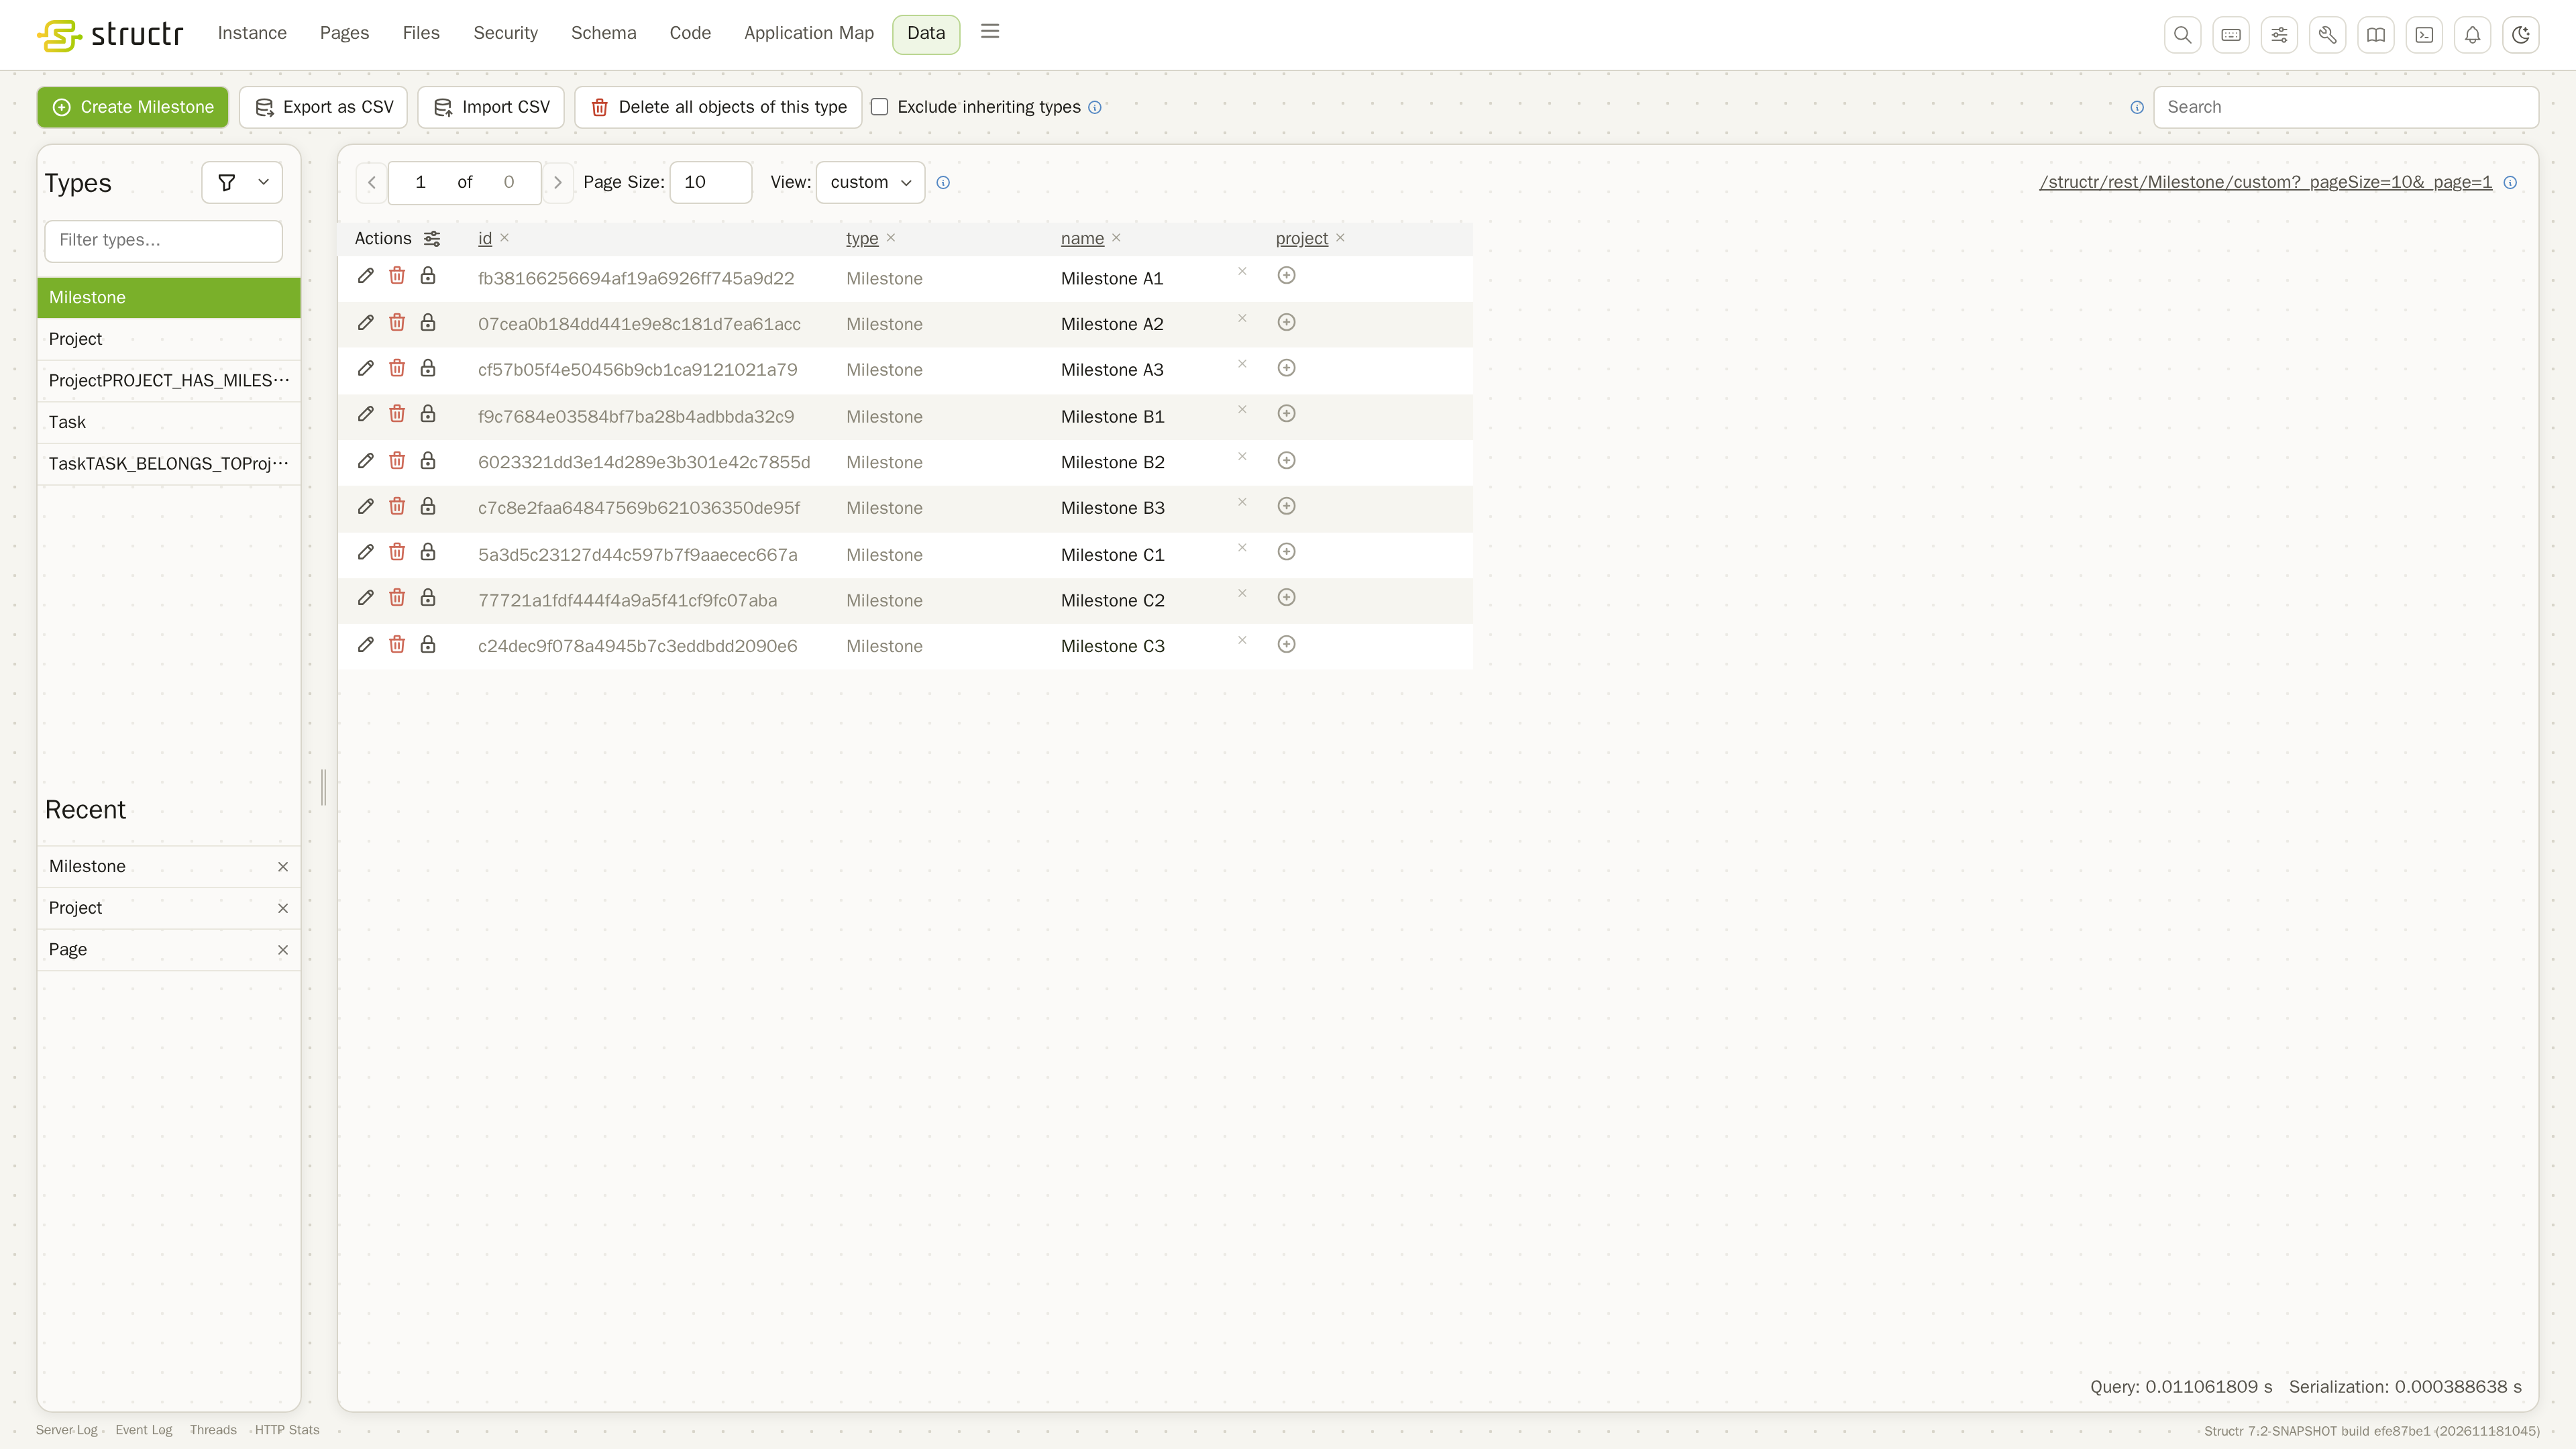 structr Instance Pages Files Security Schema Code Application Map Data
Create Milestone Export as CSV Import CSV Delete all objects of this type Exclude inheriting types Search
Types
Filter types...
Milestone
Project
ProjectPROJECT_HAS_MILES···
Task
TaskTASK_BELONGS_TOProj···
Recent
Milestone
Project
Page
1 of 0 Page Size: 10 View: custom /structr/rest/Milestone/custom?_pageSize=10&_page=1
Actions id type name project
fb38166256694af19a6926ff745a9d22 Milestone Milestone A1
07cea0b184dd441e9e8c181d7ea61acc Milestone Milestone A2
cf57b05f4e50456b9cb1ca9121021a79 Milestone Milestone A3
f9c7684e03584bf7ba28b4adbbda32c9 Milestone Milestone B1
6023321dd3e14d289e3b301e42c7855d Milestone Milestone B2
c7c8e2faa64847569b621036350de95f Milestone Milestone B3
5a3d5c23127d44c597b7f9aaecec667a Milestone Milestone C1
77721a1fdf444f4a9a5f41cf9fc07aba Milestone Milestone C2
c24dec9f078a4945b7c3eddbdd2090e6 Milestone Milestone C3
Query: 0.011061809 s Serialization: 0.000388638 s
Server Log Event Log Threads HTTP Stats Structr 7.2-SNAPSHOT build efe87be1 (202611181045)